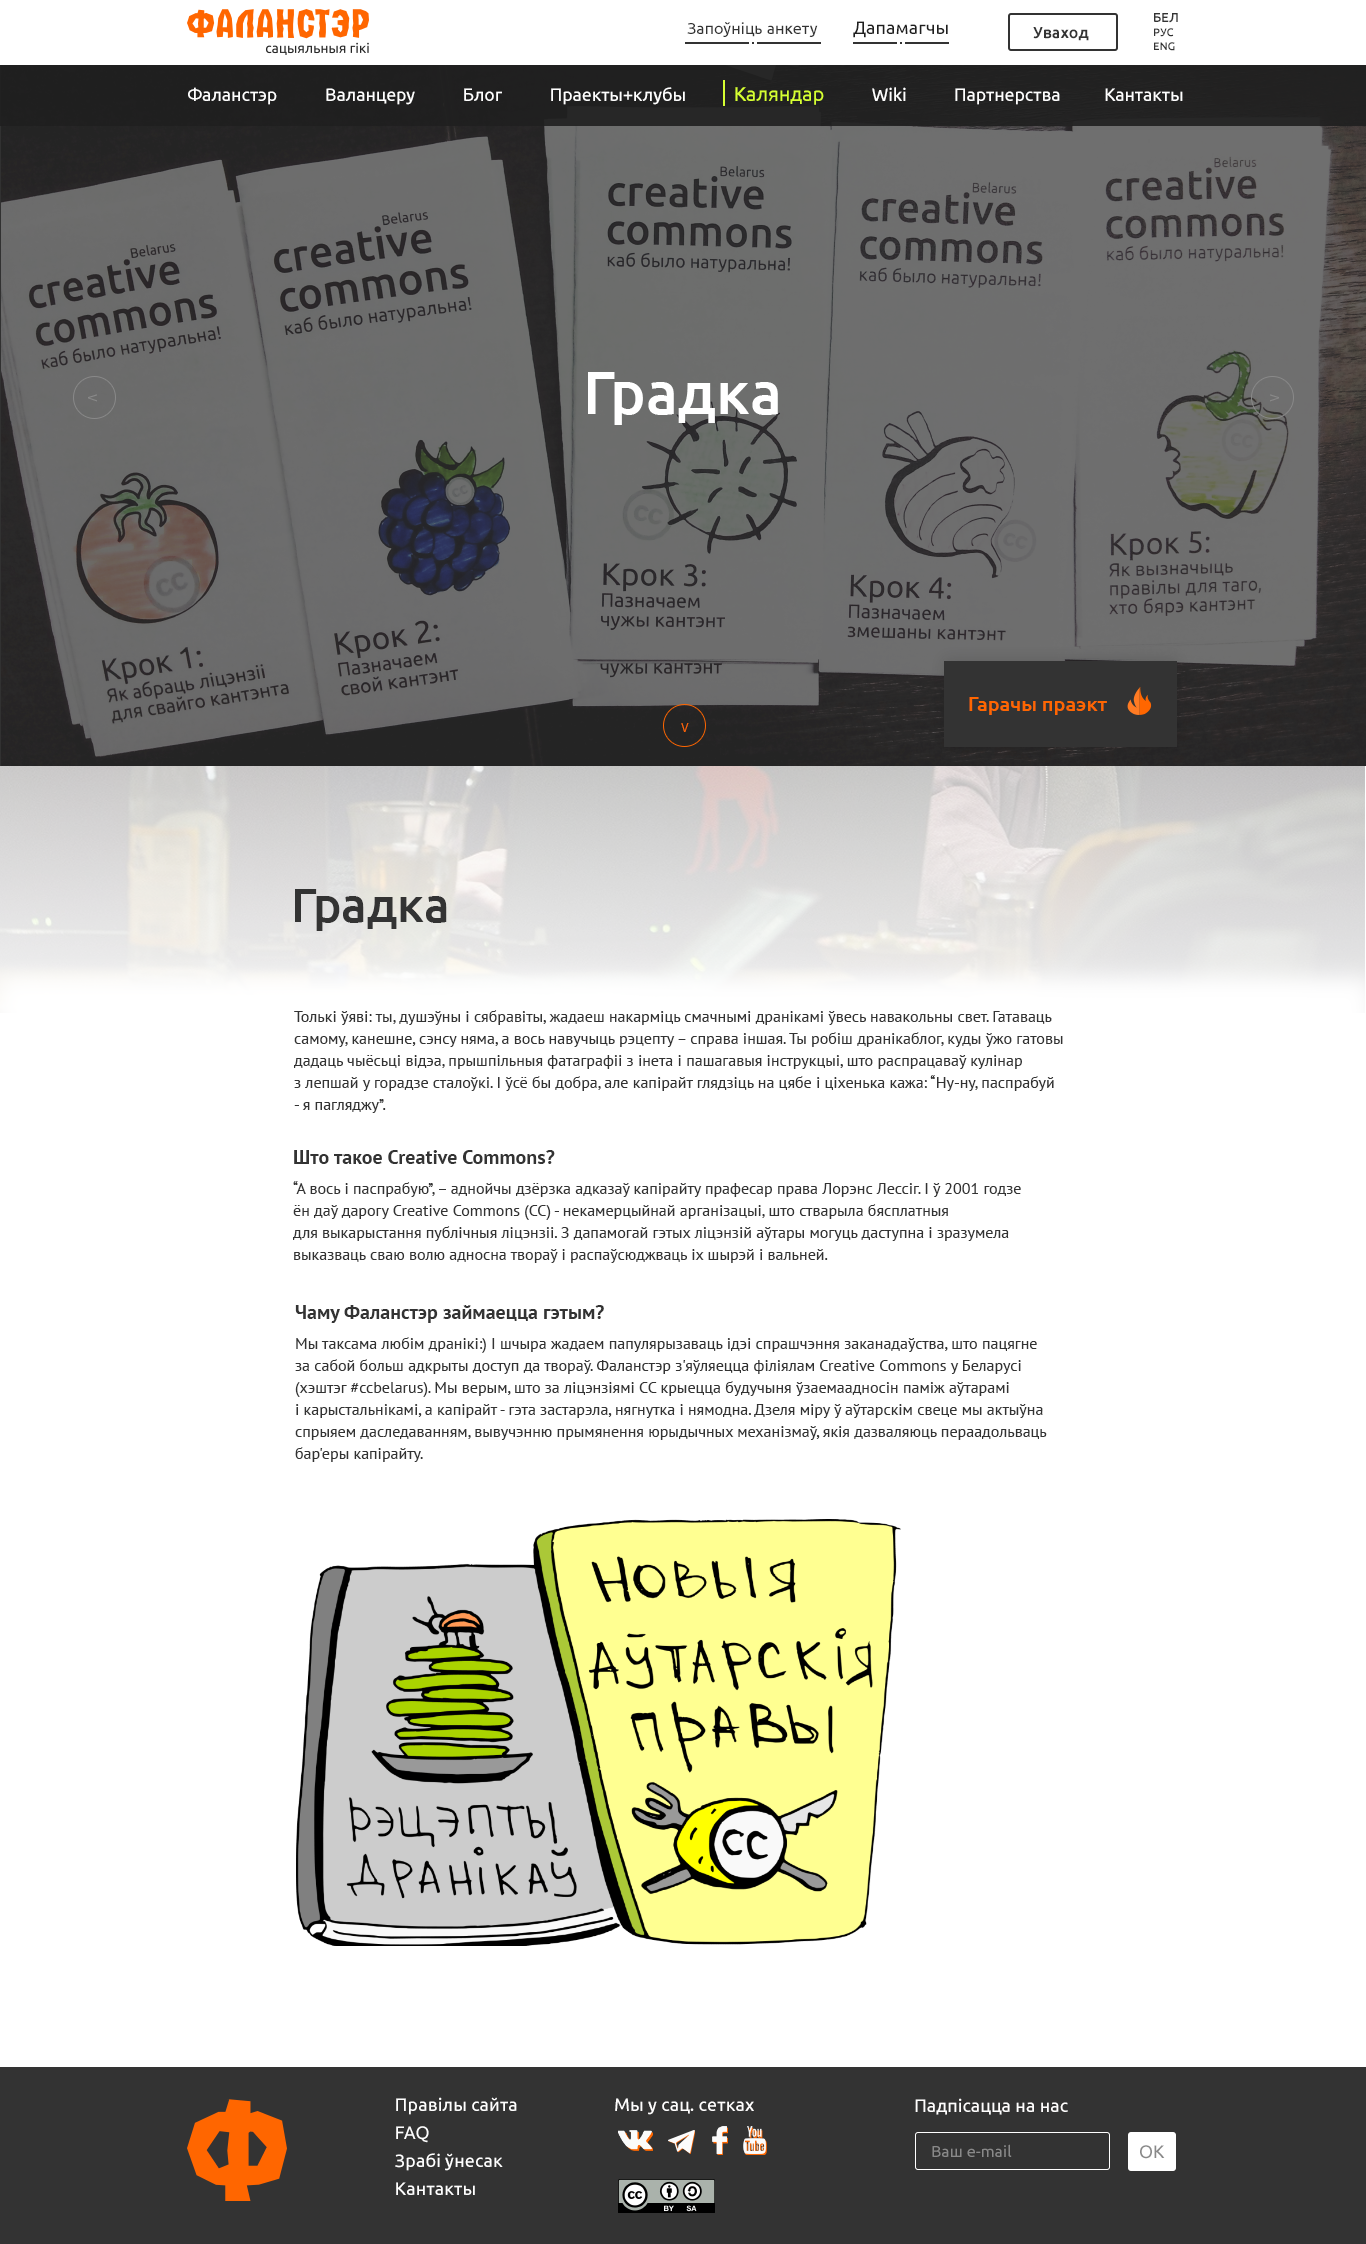 ФАЛАНСТЭР
сацыяльныя гікі
Запоўніць анкету
Дапамагчы
Уваход
БЕЛ
РУС
ENG
Фаланстэр
Валанцеру
Блог
Праекты+клубы
Каляндар
Wiki
Партнерства
Кантакты
Belarus
creative
commons
каб было натуральна!
cc
Крок 1:
Як абраць ліцэнзіі
для свайго кантэнта
Belarus
creative
commons
каб было натуральна!
cc
Крок 2:
Пазначаем
свой кантэнт
Belarus
creative
commons
каб было натуральна!
cc
Крок 3:
Пазначаем
чужы кантэнт
чужы кантэнт
Belarus
creative
commons
каб было натуральна!
cc
Крок 4:
Пазначаем
змешаны кантэнт
Belarus
creative
commons
каб было натуральна!
cc
Крок 5:
Як вызначыць
правілы для таго,
хто бярэ кантэнт
<
Градка
>
v
Гарачы праэкт
Градка
Толькі ўяві: ты, душэўны і сябравіты, жадаеш накарміць смачнымі дранікамі ўвесь навакольны свет. Гатаваць
самому, канешне, сэнсу няма, а вось навучыць рэцепту – справа іншая. Ты робіш дранікаблог, куды ўжо гатовы
дадаць чыёсьці відэа, прышпільныя фатаграфіі з інета і пашагавыя інструкцыі, што распрацаваў кулінар
з лепшай у горадзе сталоўкі. І ўсё бы добра, але капірайт глядзіць на цябе і ціхенька кажа: “Ну-ну, паспрабуй
- я пагляджу”.
Што такое Creative Commons?
“А вось і паспрабую”, – аднойчы дзёрзка адказаў капірайту прафесар права Лорэнс Лессіг. І ў 2001 годзе
ён даў дарогу Creative Commons (CC) - некамерцыйнай арганізацыі, што стварыла бясплатныя
для выкарыстання публічныя ліцэнзіі. З дапамогай гэтых ліцэнзій аўтары могуць даступна і зразумела
выказваць сваю волю адносна твораў і распаўсюджваць іх шырэй і вальней.
Чаму Фаланстэр займаецца гэтым?
Мы таксама любім дранікі:) І шчыра жадаем папулярызаваць ідэі спрашчэння заканадаўства, што пацягне
за сабой больш адкрыты доступ да твораў. Фаланстэр з'яўляецца філіялам Creative Commons у Беларусі
(хэштэг #ccbelarus). Мы верым, што за ліцэнзіямі СС крыецца будучыня ўзаемаадносін паміж аўтарамі
і карыстальнікамі, а капірайт - гэта застарэла, нягнутка і нямодна. Дзеля міру ў аўтарскім свеце мы актыўна
спрыяем даследаванням, вывучэнню прымянення юрыдычных механізмаў, якія дазваляюць пераадольваць
бар'еры капірайту.
НОВЫЯ
АЎТАРСКІЯ
ПРАВЫ
CC
РЭЦЭПТЫ
ДРАНІКАЎ
Правілы сайта
FAQ
Зрабі ўнесак
Кантакты
Мы у сац. сетках
You
Tube
cc
BY SA
Падпісацца на нас
Ваш e-mail
OK